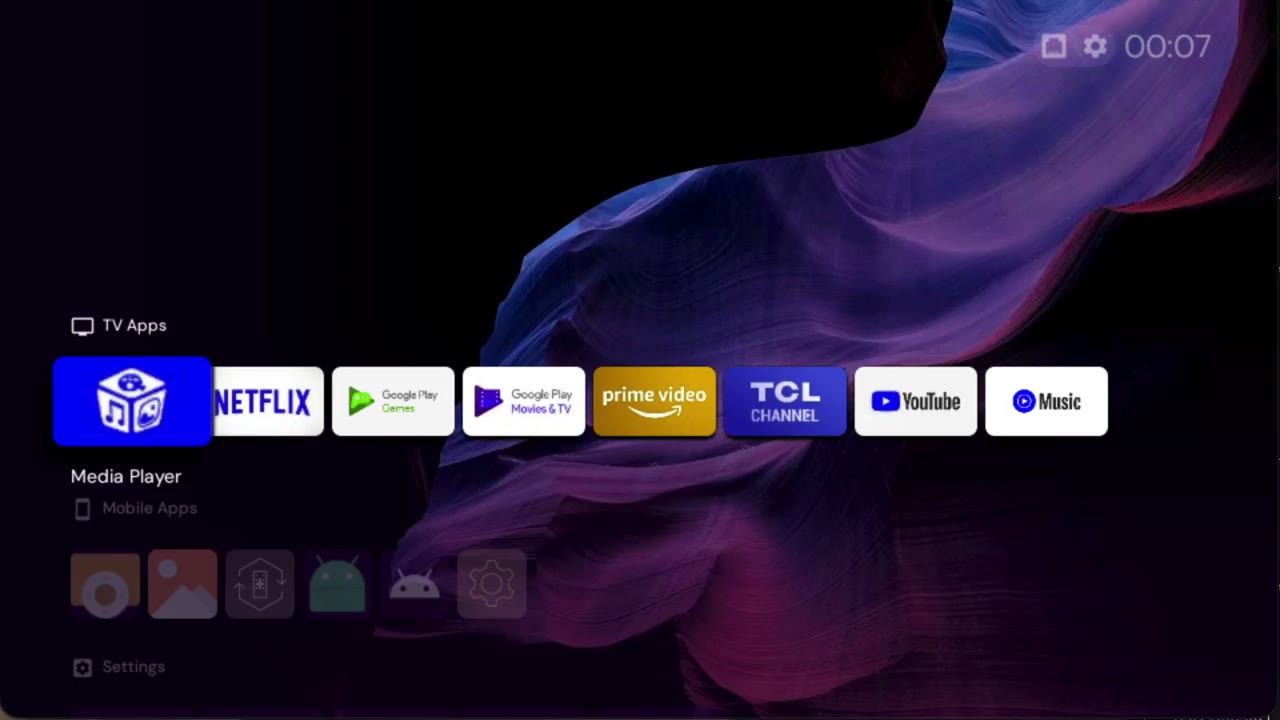 00:07
TV Apps
NETFLIX
Google Play
Games
Google Play
Movies & TV
prime video
TCL
CHANNEL
YouTube
Music
Media Player
Mobile Apps
Settings